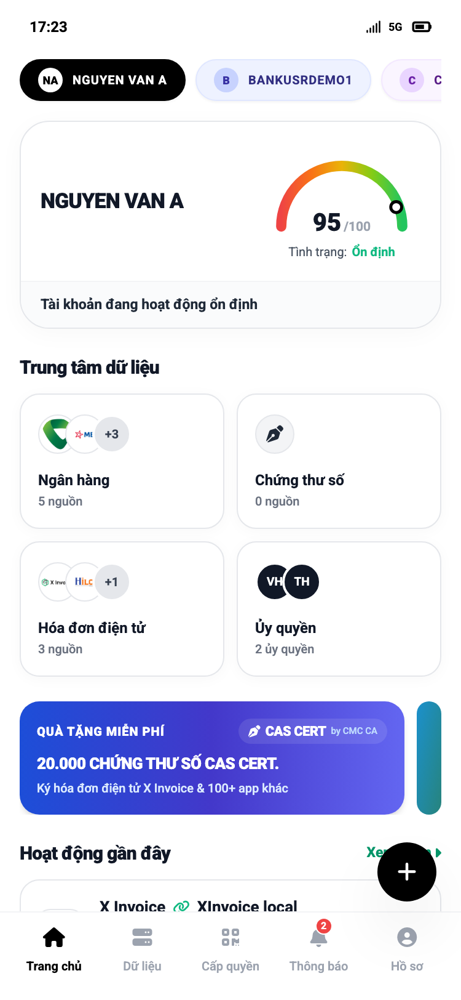 17:23
5G
NA NGUYEN VAN A
B BANKUSRDEMO1
C C
NGUYEN VAN A
95 /100
Tình trạng: Ổn định
Tài khoản đang hoạt động ổn định
Trung tâm dữ liệu
+3
Ngân hàng
5 nguồn
Chứng thư số
0 nguồn
X Invo
HiLO
+1
Hóa đơn điện tử
3 nguồn
VH TH
Ủy quyền
2 ủy quyền
QUÀ TẶNG MIỄN PHÍ
CAS CERT by CMC CA
20.000 CHỨNG THƯ SỐ CAS CERT.
Ký hóa đơn điện tử X Invoice & 100+ app khác
Hoạt động gần đây
X Invoice XInvoice local
2
Trang chủ
Dữ liệu
Cấp quyền
Thông báo
Hồ sơ